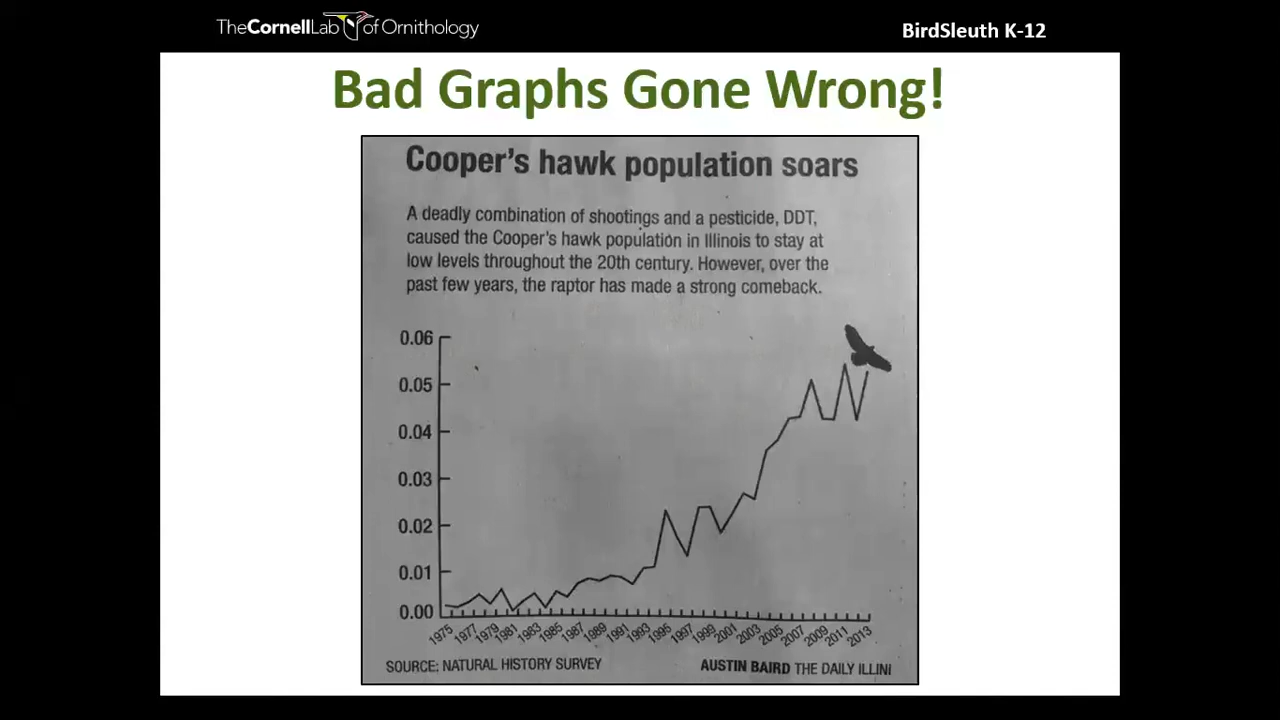 TheCornellLab of Ornithology
BirdSleuth K-12
Bad Graphs Gone Wrong!
Cooper's hawk population soars
A deadly combination of shootings and a pesticide, DDT,
caused the Cooper's hawk population in Illinois to stay at
low levels throughout the 20th century. However, over the
past few years, the raptor has made a strong comeback.
0.06
0.05
0.04
0.03
0.02
0.01
0.00
1975 1977 1979 1981 1983 1985 1987 1989 1991 1993 1995 1997 1999 2001 2003 2005 2007 2009 2011 2013
SOURCE: NATURAL HISTORY SURVEY
AUSTIN BAIRD THE DAILY ILLINI